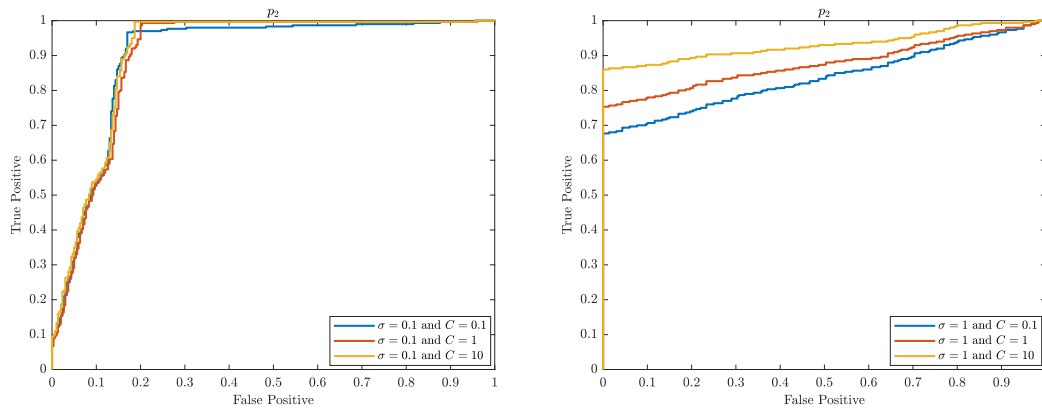 p₂
1
0.9
0.8
0.7
0.6
0.5
0.4
0.3
0.2
0.1
0
True Positive
0 0.1 0.2 0.3 0.4 0.5 0.6 0.7 0.8 0.9 1
False Positive
σ = 0.1 and C = 0.1
σ = 0.1 and C = 1
σ = 0.1 and C = 10
p₂
1
0.9
0.8
0.7
0.6
0.5
0.4
0.3
0.2
0.1
0
True Positive
0 0.1 0.2 0.3 0.4 0.5 0.6 0.7 0.8 0.9
False Positive
σ = 1 and C = 0.1
σ = 1 and C = 1
σ = 1 and C = 10